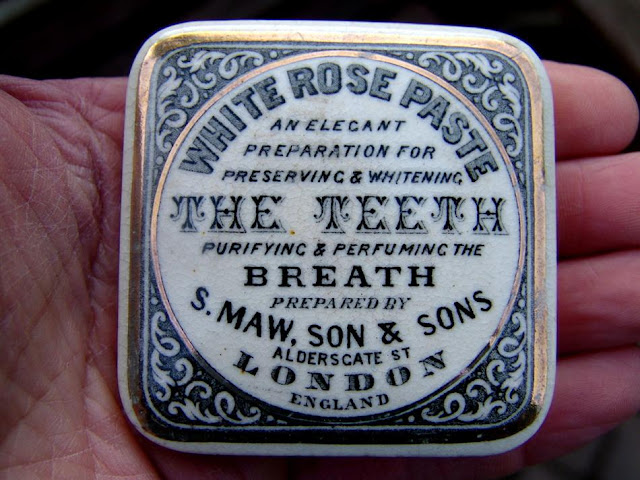 WHITE ROSE PASTE
AN ELEGANT
PREPARATION FOR
PRESERVING & WHITENING
THE TEETH
PURIFYING & PERFUMING THE
BREATH
PREPARED BY
S. MAW, SON & SONS
ALDERSGATE ST
LONDON
ENGLAND